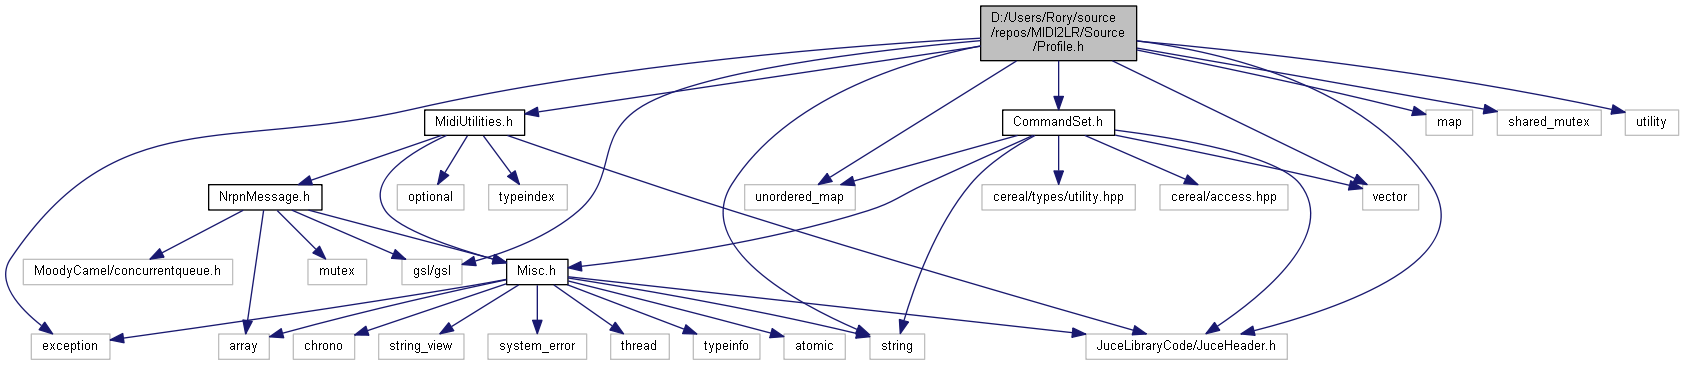 D:/Users/Rory/source
/repos/MIDI2LR/Source
/Profile.h
MidiUtilities.h
CommandSet.h
map
shared_mutex
utility
NrpnMessage.h
optional
typeindex
unordered_map
cereal/types/utility.hpp
cereal/access.hpp
vector
MoodyCamel/concurrentqueue.h
mutex
gsl/gsl
Misc.h
exception
array
chrono
string_view
system_error
thread
typeinfo
atomic
string
JuceLibraryCode/JuceHeader.h